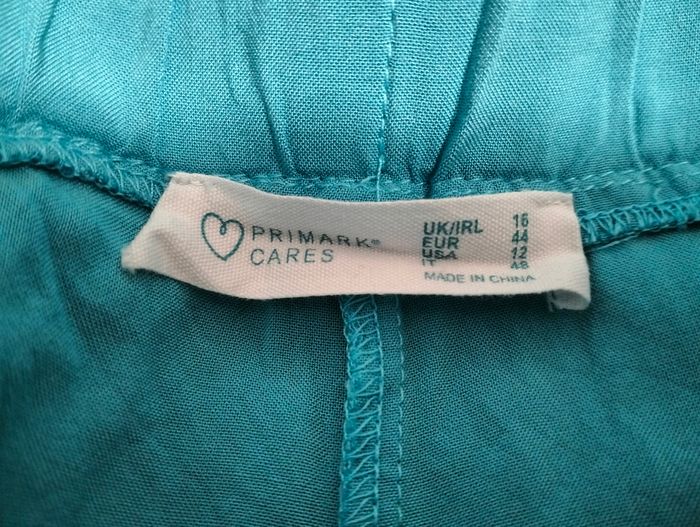 PRIMARK®
CARES
UK/IRL 16
EUR 44
USA 12
IT 48
MADE IN CHINA